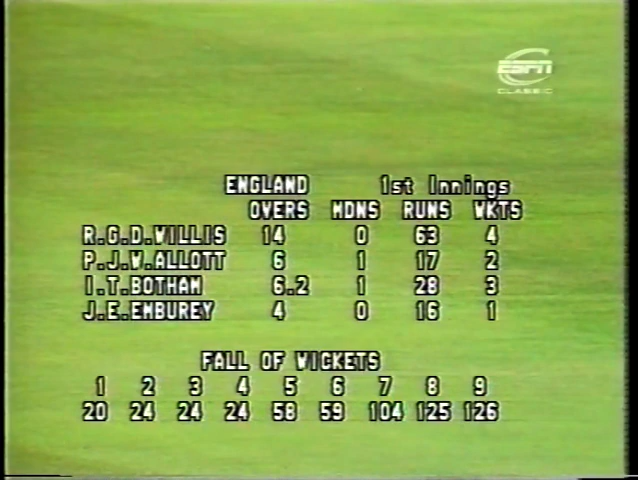 ESPN
CLASSIC
ENGLAND 1st Innings
OVERS MDNS RUNS WKTS
R.G.D.WILLIS 14 0 63 4
P.J.W.ALLOTT 6 1 17 2
I.T.BOTHAM 6.2 1 28 3
J.E.EMBUREY 4 0 16 1
FALL OF WICKETS
1 2 3 4 5 6 7 8 9
20 24 24 24 58 59 104 125 126